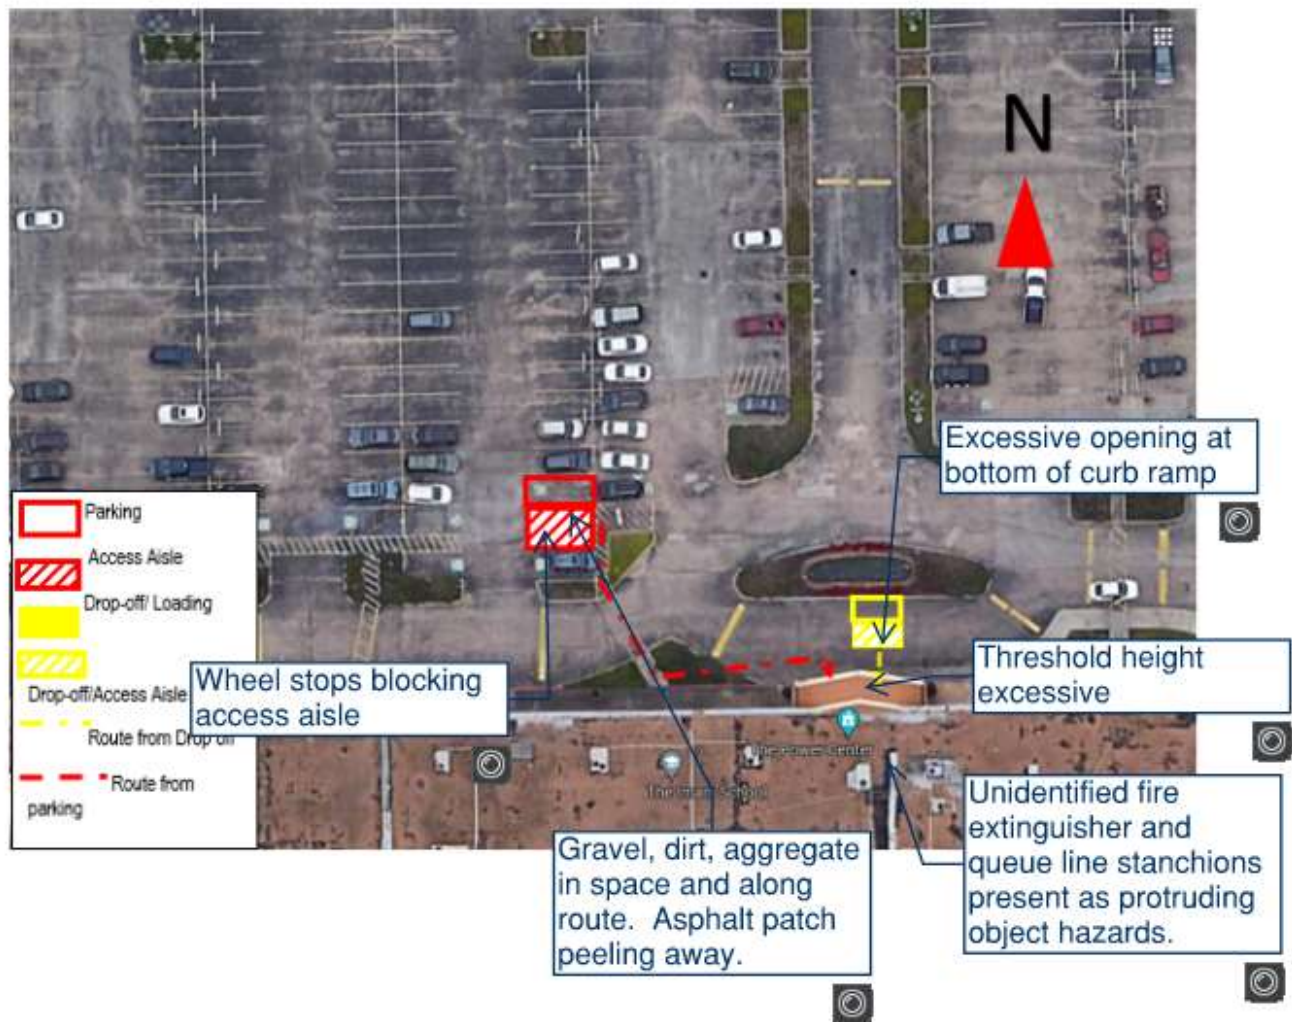 N
Excessive opening at
bottom of curb ramp
Parking
Access Aisle
Drop-off/ Loading
Drop-off/Access Aisle
Route from Drop off
Route from
parking
Wheel stops blocking
access aisle
Threshold height
excessive
The Power Center
The Imani School
Gravel, dirt, aggregate
in space and along
route. Asphalt patch
peeling away.
Unidentified fire
extinguisher and
queue line stanchions
present as protruding
object hazards.